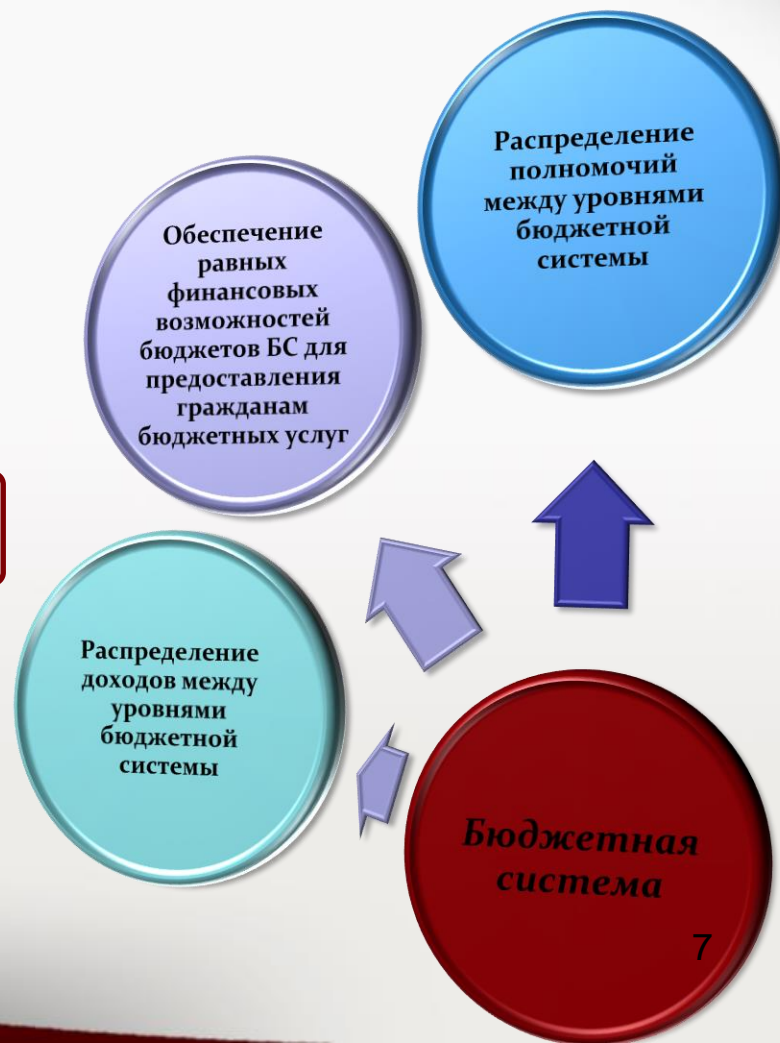 Распределение
полномочий
между уровнями
бюджетной
системы
Обеспечение
равных
финансовых
возможностей
бюджетов БС для
предоставления
гражданам
бюджетных услуг
Распределение
доходов между
уровнями
бюджетной
системы
Бюджетная
система
7